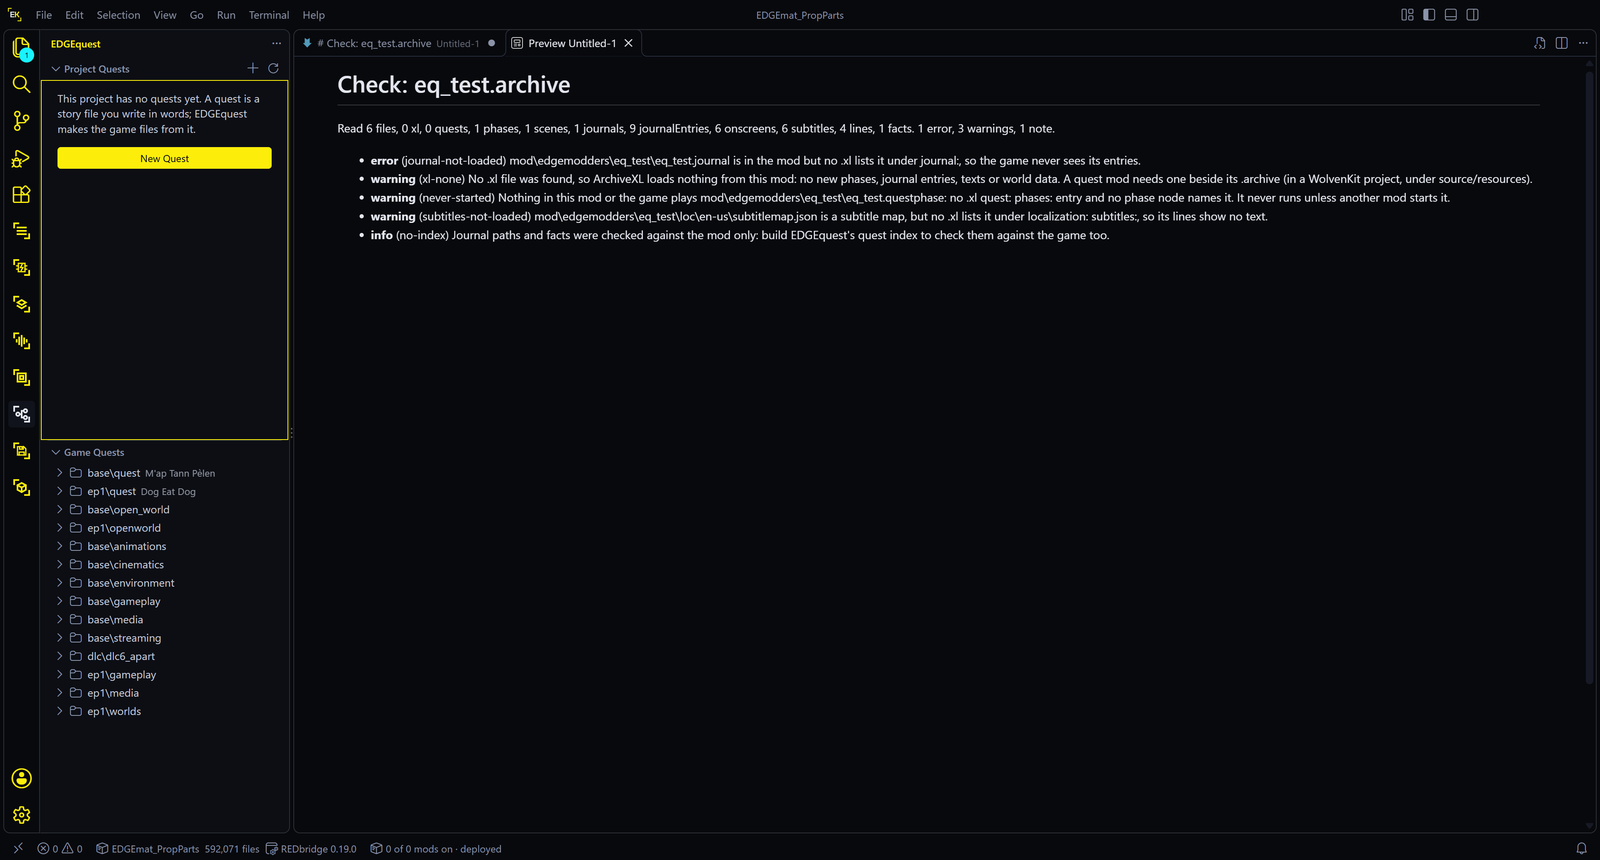 EK File Edit Selection View Go Run Terminal Help EDGEmat_PropParts
EDGEquest
# Check: eq_test.archive Untitled-1 Preview Untitled-1
1
Project Quests
This project has no quests yet. A quest is a
story file you write in words; EDGEquest
makes the game files from it.
New Quest
Check: eq_test.archive
Read 6 files, 0 xl, 0 quests, 1 phases, 1 scenes, 1 journals, 9 journalEntries, 6 onscreens, 6 subtitles, 4 lines, 1 facts. 1 error, 3 warnings, 1 note.
• error (journal-not-loaded) mod\edgemodders\eq_test\eq_test.journal is in the mod but no .xl lists it under journal:, so the game never sees its entries.
• warning (xl-none) No .xl file was found, so ArchiveXL loads nothing from this mod: no new phases, journal entries, texts or world data. A quest mod needs one beside its .archive (in a WolvenKit project, under source/resources).
• warning (never-started) Nothing in this mod or the game plays mod\edgemodders\eq_test\eq_test.questphase: no .xl quest: phases: entry and no phase node names it. It never runs unless another mod starts it.
• warning (subtitles-not-loaded) mod\edgemodders\eq_test\loc\en-us\subtitlemap.json is a subtitle map, but no .xl lists it under localization: subtitles:, so its lines show no text.
• info (no-index) Journal paths and facts were checked against the mod only: build EDGEquest's quest index to check them against the game too.
Game Quests
base\quest M'ap Tann Pèlen
ep1\quest Dog Eat Dog
base\open_world
ep1\openworld
base\animations
base\cinematics
base\environment
base\gameplay
base\media
base\streaming
dlc\dlc6_apart
ep1\gameplay
ep1\media
ep1\worlds
0 0 EDGEmat_PropParts 592,071 files REDbridge 0.19.0 0 of 0 mods on · deployed